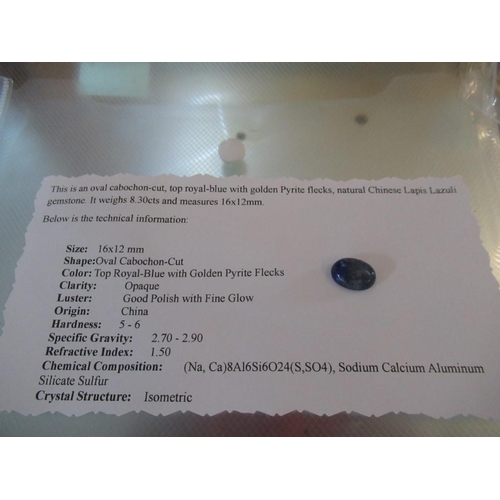 This is an oval cabochon-cut, top royal-blue with golden Pyrite flecks, natural Chinese Lapis Lazuli
gemstone. It weighs 8.30cts and measures 16x12mm.
Below is the technical information:
Size: 16x12 mm
Shape:Oval Cabochon-Cut
Color: Top Royal-Blue with Golden Pyrite Flecks
Clarity: Opaque
Luster: Good Polish with Fine Glow
Origin: China
Hardness: 5 - 6
Specific Gravity: 2.70 - 2.90
Refractive Index: 1.50
Chemical Composition: (Na, Ca)8Al6Si6O24(S,SO4), Sodium Calcium Aluminum
Silicate Sulfur
Crystal Structure: Isometric